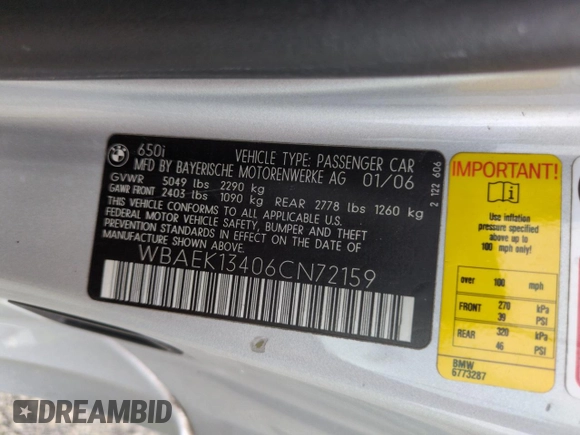 650i VEHICLE TYPE: PASSENGER CAR
MFD BY BAYERISCHE MOTORENWERKE AG 01/06
GVWR 5049 lbs 2290 kg
GAWR FRONT 2403 lbs 1090 kg REAR 2778 lbs 1260 kg
THIS VEHICLE CONFORMS TO ALL APPLICABLE U.S.
FEDERAL MOTOR VEHICLE SAFETY, BUMPER AND THEFT
PREVENTION STANDARDS IN EFFECT ON THE DATE OF
MANUFACTURE SHOWN ABOVE.
WBAEK13406CN72159
2 122 606
IMPORTANT!
Use inflation
pressure of
specifications
above up to
100 mph only!
over 100 mph
FRONT 270 kPa
39 PSI
REAR 320 kPa
46 PSI
BMW
6773287
DREAMBID